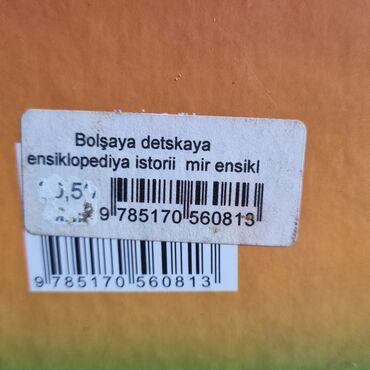 Bolşaya detskaya
ensiklopediya istorii mir ensikl
9 785170 560813
9 785170 560813